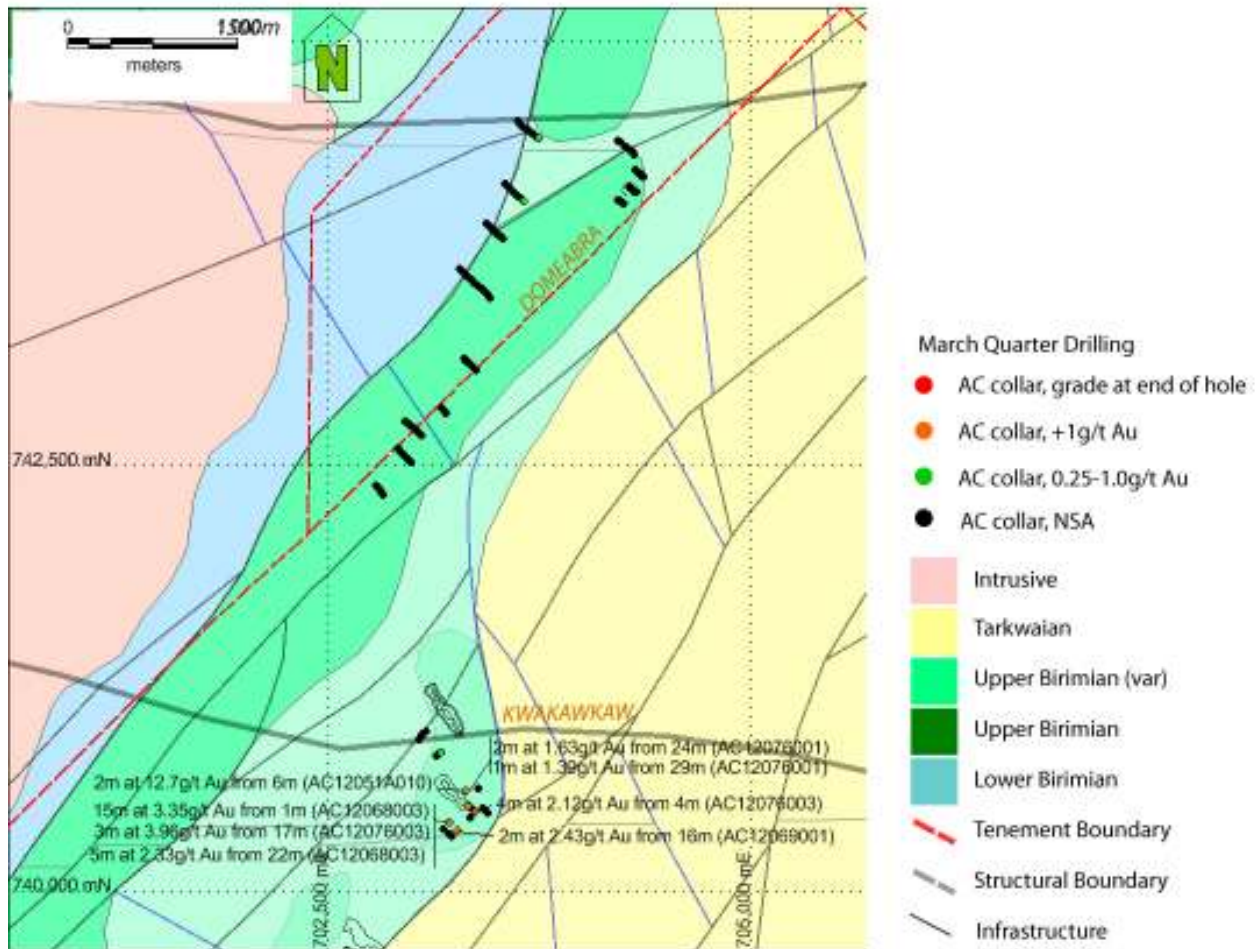 0
meters
N
DOMEABRA
742,500 mN
KWAKAWKAW
2m at 1.63g/t Au from 24m (AC12076001)
1m at 1.39g/t Au from 29m (AC12076001)
2m at 12.7g/t Au from 6m (AC12051A010)
15m at 3.35g/t Au from 1m (AC12068003)
4m at 2.12g/t Au from 4m (AC12076003)
3m at 3.96g/t Au from 17m (AC12076003)
2m at 2.43g/t Au from 16m (AC12069001)
5m at 2.33g/t Au from 22m (AC12068003)
740,000 mN
702,500 mE
705,000 mE
March Quarter Drilling
AC collar, grade at end of hole
AC collar, +1g/t Au
AC collar, 0.25-1.0g/t Au
AC collar, NSA
Intrusive
Tarkwaian
Upper Birimian (var)
Upper Birimian
Lower Birimian
Tenement Boundary
Structural Boundary
Infrastructure